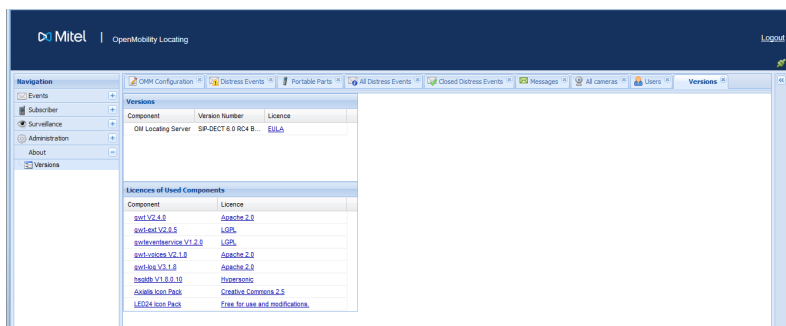 Mitel | OpenMobility Locating
Logout
Navigation
Events
Subscriber
Surveillance
Administration
About
Versions
OMM Configuration
Distress Events
Portable Parts
All Distress Events
Closed Distress Events
Messages
All cameras
Users
Versions
Versions
Component Version Number Licence
OM Locating Server SIP-DECT 6.0 RC4 B... EULA
Licences of Used Components
Component Licence
gwt V2.4.0 Apache 2.0
gwt-ext V2.0.5 LGPL
gwteventservice V1.2.0 LGPL
gwt-voices V2.1.8 Apache 2.0
gwt-log V3.1.8 Apache 2.0
hsqldb V1.8.0.10 Hypersonic
Axialis Icon Pack Creative Commons 2.5
LED24 Icon Pack Free for use and modifications.